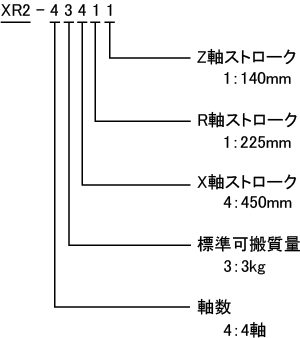 XR2-43411
Z軸ストローク
1:140mm
R軸ストローク
1:225mm
X軸ストローク
4:450mm
標準可搬質量
3:3kg
軸数
4:4軸